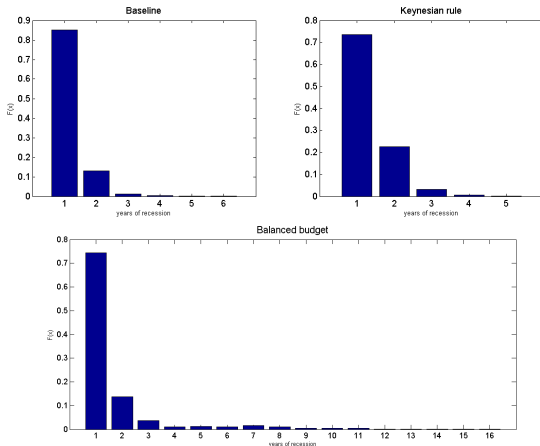 Baseline
0.9
0.8
0.7
0.6
0.5
0.4
0.3
0.2
0.1
0
F(x)
1 2 3 4 5 6
years of recession
Keynesian rule
0.8
0.7
0.6
0.5
0.4
0.3
0.2
0.1
0
F(x)
1 2 3 4 5
years of recession
Balanced budget
0.8
0.7
0.6
0.5
0.4
0.3
0.2
0.1
0
F(x)
1 2 3 4 5 6 7 8 9 10 11 12 13 14 15 16
years of recession